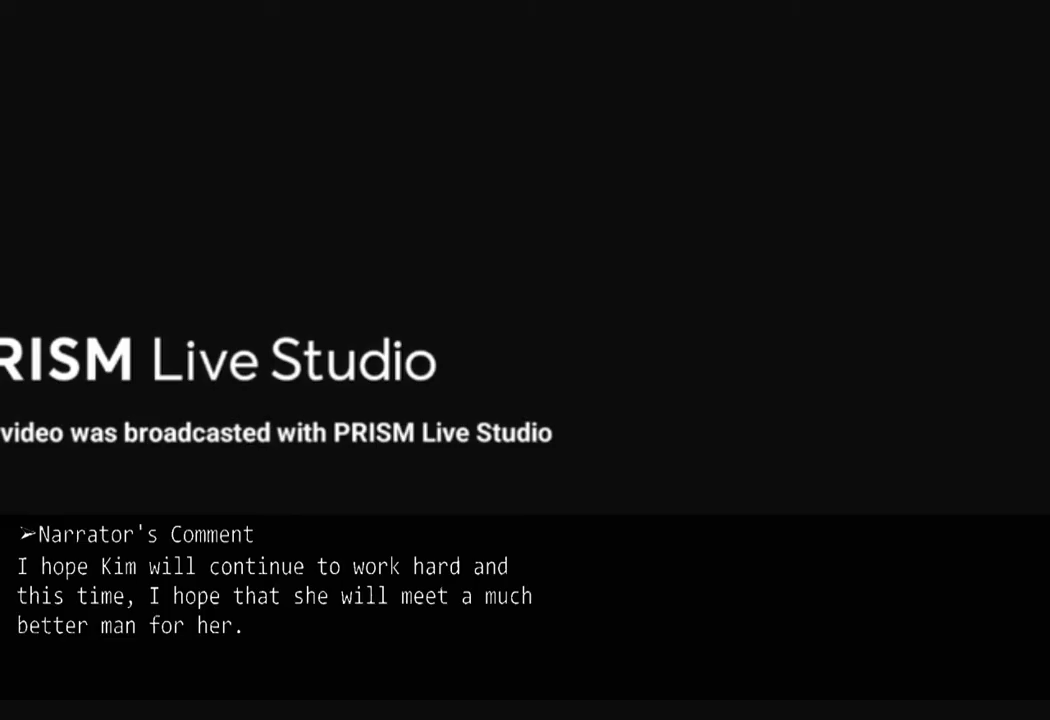 RISM Live Studio
video was broadcasted with PRISM Live Studio
➢Narrator's Comment
I hope Kim will continue to work hard and
this time, I hope that she will meet a much
better man for her.